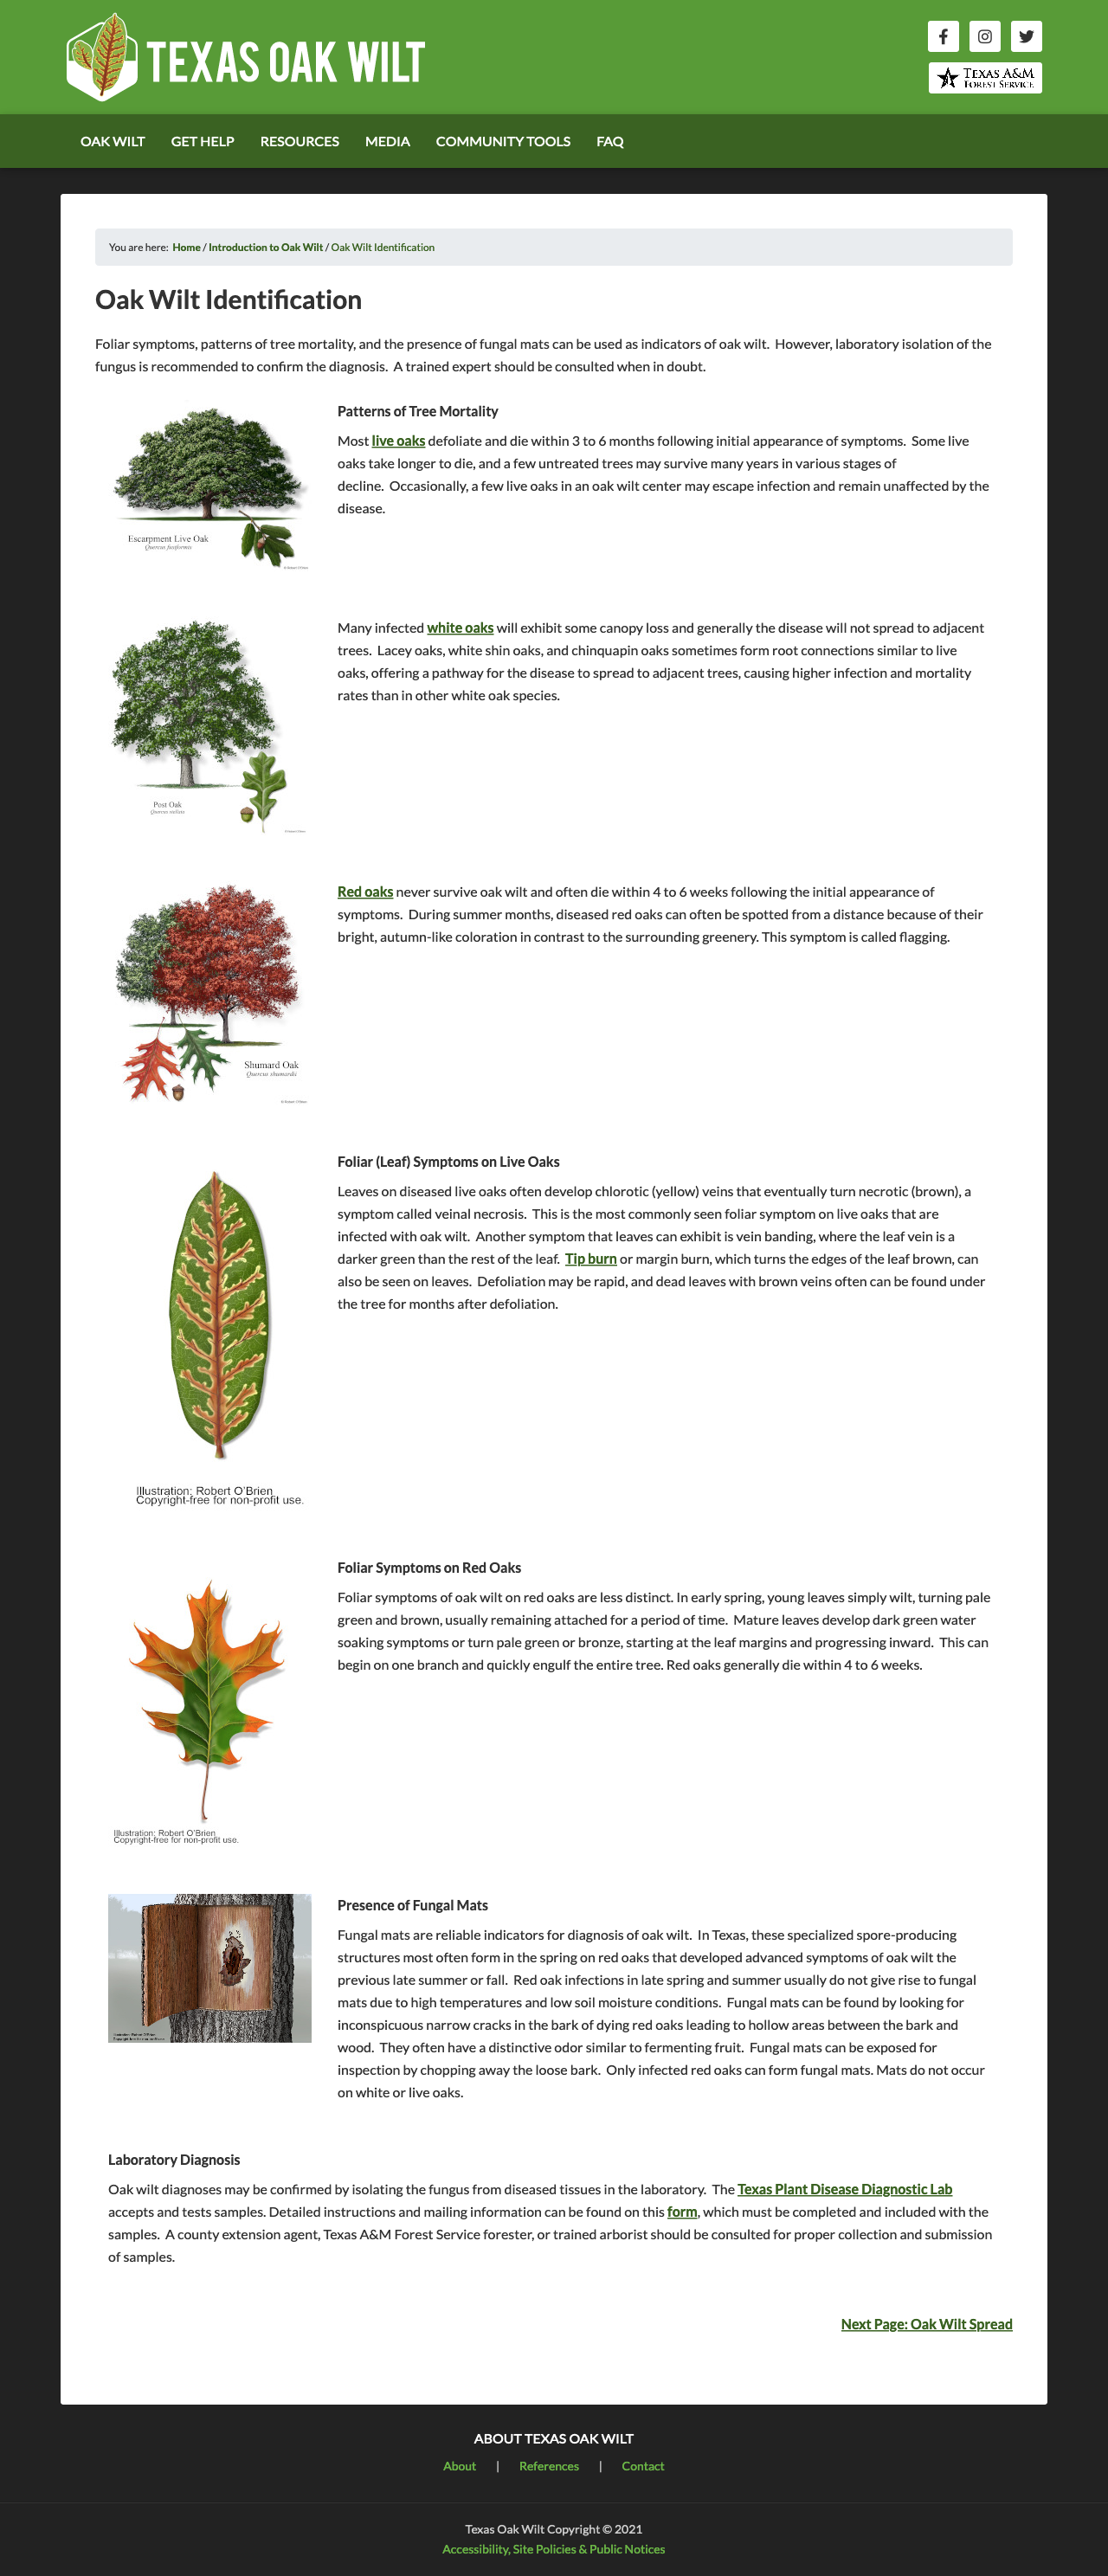 TEXAS OAK WILT
TEXAS A&M
FOREST SERVICE
OAK WILT GET HELP RESOURCES MEDIA COMMUNITY TOOLS FAQ
You are here: Home / Introduction to Oak Wilt / Oak Wilt Identification
Oak Wilt Identification
Foliar symptoms, patterns of tree mortality, and the presence of fungal mats can be used as indicators of oak wilt. However, laboratory isolation of the
fungus is recommended to confirm the diagnosis. A trained expert should be consulted when in doubt.
Patterns of Tree Mortality
Most live oaks defoliate and die within 3 to 6 months following initial appearance of symptoms. Some live
oaks take longer to die, and a few untreated trees may survive many years in various stages of
decline. Occasionally, a few live oaks in an oak wilt center may escape infection and remain unaffected by the
disease.
Escarpment Live Oak
Quercus fusiformis
Many infected white oaks will exhibit some canopy loss and generally the disease will not spread to adjacent
trees. Lacey oaks, white shin oaks, and chinquapin oaks sometimes form root connections similar to live
oaks, offering a pathway for the disease to spread to adjacent trees, causing higher infection and mortality
rates than in other white oak species.
Post Oak
Quercus stellata
Red oaks never survive oak wilt and often die within 4 to 6 weeks following the initial appearance of
symptoms. During summer months, diseased red oaks can often be spotted from a distance because of their
bright, autumn-like coloration in contrast to the surrounding greenery. This symptom is called flagging.
Shumard Oak
Quercus shumardii
Foliar (Leaf) Symptoms on Live Oaks
Leaves on diseased live oaks often develop chlorotic (yellow) veins that eventually turn necrotic (brown), a
symptom called veinal necrosis. This is the most commonly seen foliar symptom on live oaks that are
infected with oak wilt. Another symptom that leaves can exhibit is vein banding, where the leaf vein is a
darker green than the rest of the leaf. Tip burn or margin burn, which turns the edges of the leaf brown, can
also be seen on leaves. Defoliation may be rapid, and dead leaves with brown veins often can be found under
the tree for months after defoliation.
Illustration: Robert O'Brien
Copyright-free for non-profit use.
Foliar Symptoms on Red Oaks
Foliar symptoms of oak wilt on red oaks are less distinct. In early spring, young leaves simply wilt, turning pale
green and brown, usually remaining attached for a period of time. Mature leaves develop dark green water
soaking symptoms or turn pale green or bronze, starting at the leaf margins and progressing inward. This can
begin on one branch and quickly engulf the entire tree. Red oaks generally die within 4 to 6 weeks.
Illustration: Robert O'Brien
Copyright-free for non-profit use.
Presence of Fungal Mats
Fungal mats are reliable indicators for diagnosis of oak wilt. In Texas, these specialized spore-producing
structures most often form in the spring on red oaks that developed advanced symptoms of oak wilt the
previous late summer or fall. Red oak infections in late spring and summer usually do not give rise to fungal
mats due to high temperatures and low soil moisture conditions. Fungal mats can be found by looking for
inconspicuous narrow cracks in the bark of dying red oaks leading to hollow areas between the bark and
wood. They often have a distinctive odor similar to fermenting fruit. Fungal mats can be exposed for
inspection by chopping away the loose bark. Only infected red oaks can form fungal mats. Mats do not occur
on white or live oaks.
Laboratory Diagnosis
Oak wilt diagnoses may be confirmed by isolating the fungus from diseased tissues in the laboratory. The Texas Plant Disease Diagnostic Lab
accepts and tests samples. Detailed instructions and mailing information can be found on this form, which must be completed and included with the
samples. A county extension agent, Texas A&M Forest Service forester, or trained arborist should be consulted for proper collection and submission
of samples.
Next Page: Oak Wilt Spread
ABOUT TEXAS OAK WILT
About | References | Contact
Texas Oak Wilt Copyright © 2021
Accessibility, Site Policies & Public Notices